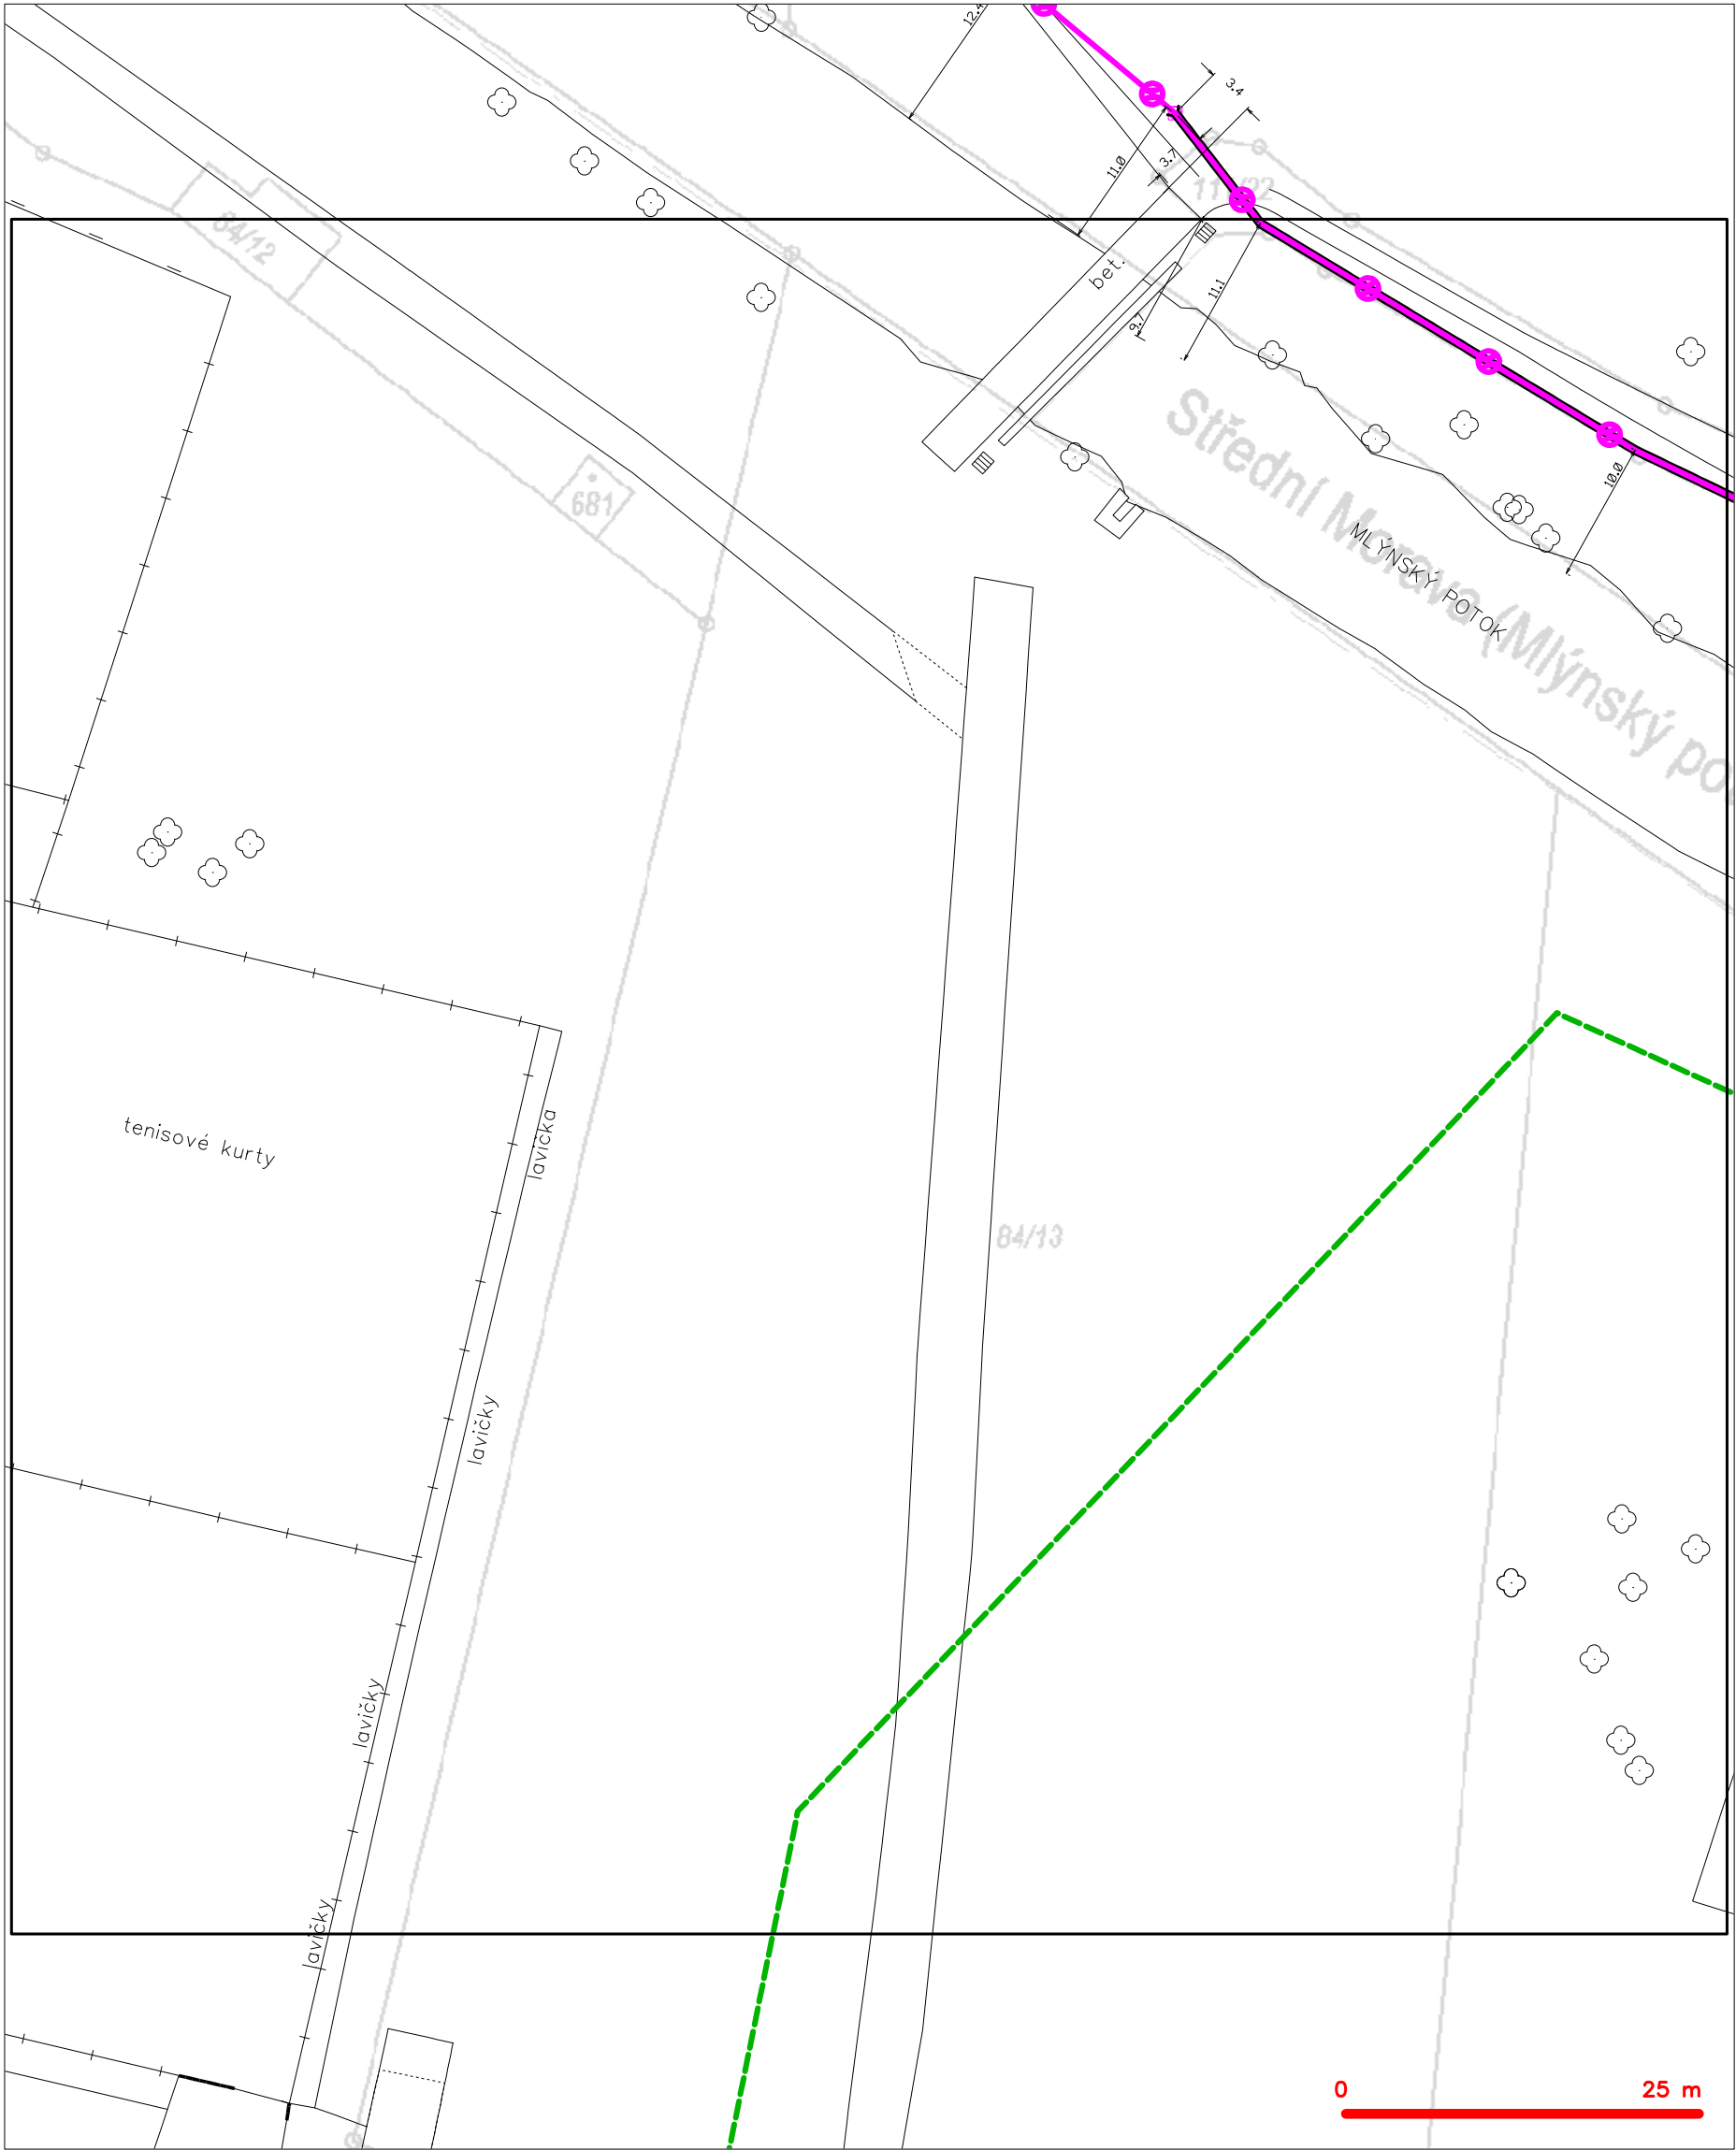 12.4
3.4
11.0
3.7
84/12
bet.
11.1
9.7
681
Střední Morava (Mlýnský
MLÝNSKÝ POTOK
10.0
tenisové kurty
lavička
84/13
lavičky
lavičky
lavičky
0 25 m